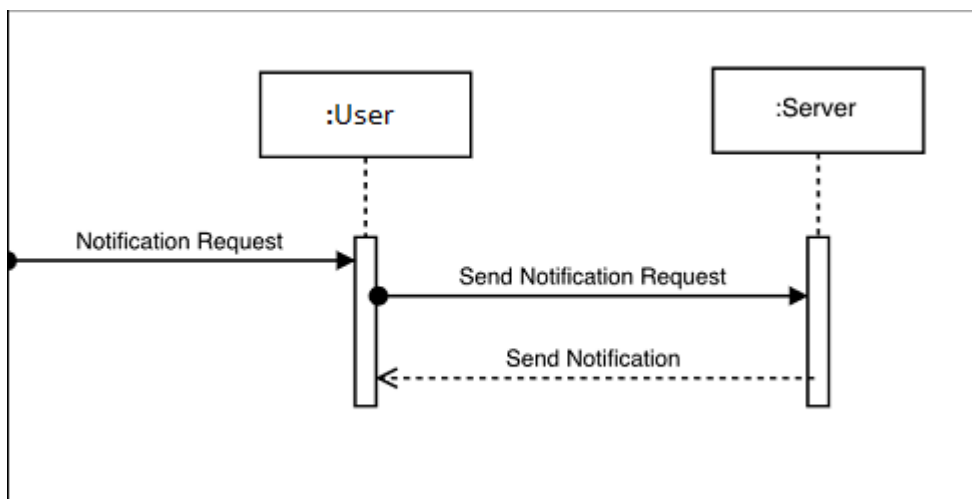 :User
:Server
Notification Request
Send Notification Request
Send Notification